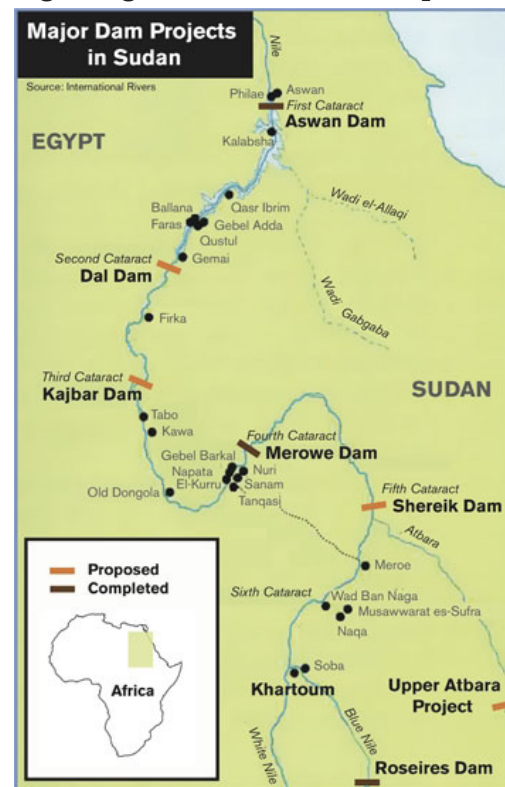 Major Dam Projects
in Sudan
Source: International Rivers
Nile
Philae
Aswan
First Cataract
Aswan Dam
EGYPT
Kalabsha
Wadi el-Allaqi
Ballana
Qasr Ibrim
Faras
Gebel Adda
Qustul
Second Cataract
Gemai
Dal Dam
Wadi Gabgaba
Firka
Third Cataract
Kajbar Dam
SUDAN
Tabo
Kawa
Fourth Cataract
Merowe Dam
Gebel Barkal
Napata
Nuri
El-Kurru
Sanam
Old Dongola
Tanqasi
Fifth Cataract
Shereik Dam
Atbara
Meroe
Proposed
Completed
Sixth Cataract
Wad Ban Naga
Musawwarat es-Sufra
Naqa
Africa
Soba
Khartoum
Upper Atbara
Project
White Nile
Blue Nile
Roseires Dam